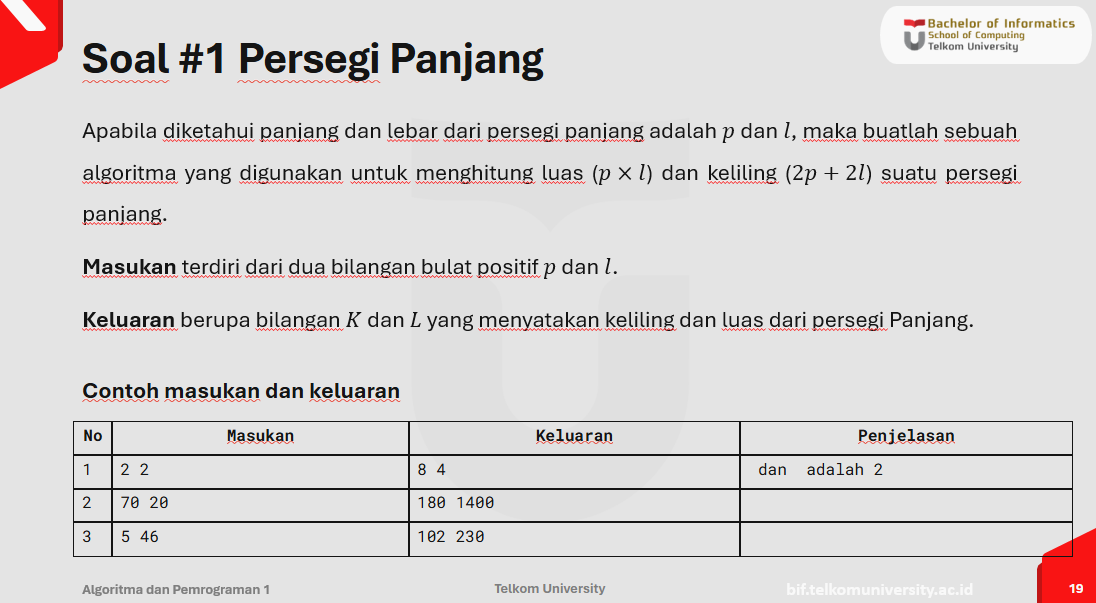 Bachelor of Informatics
School of Computing
Telkom University
Soal #1 Persegi Panjang
Apabila diketahui panjang dan lebar dari persegi panjang adalah p dan l, maka buatlah sebuah
algoritma yang digunakan untuk menghitung luas (p × l) dan keliling (2p + 2l) suatu persegi
panjang.
Masukan terdiri dari dua bilangan bulat positif p dan l.
Keluaran berupa bilangan K dan L yang menyatakan keliling dan luas dari persegi Panjang.
Contoh masukan dan keluaran
No Masukan Keluaran Penjelasan
1 2 2 8 4 dan adalah 2
2 70 20 180 1400
3 5 46 102 230
Algoritma dan Pemrograman 1 Telkom University bif.telkomuniversity.ac.id 19